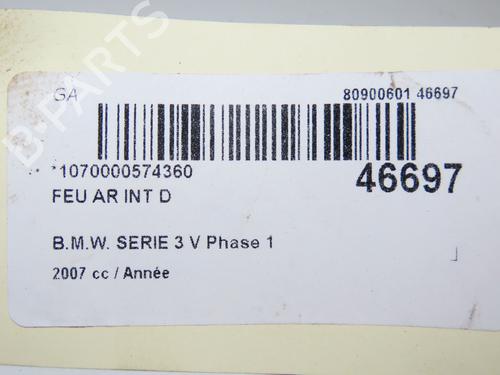 GA
80900601 46697
*1070000574360
46697
FEU AR INT D
B.M.W. SERIE 3 V Phase 1
2007 cc / Année
B-PARTS